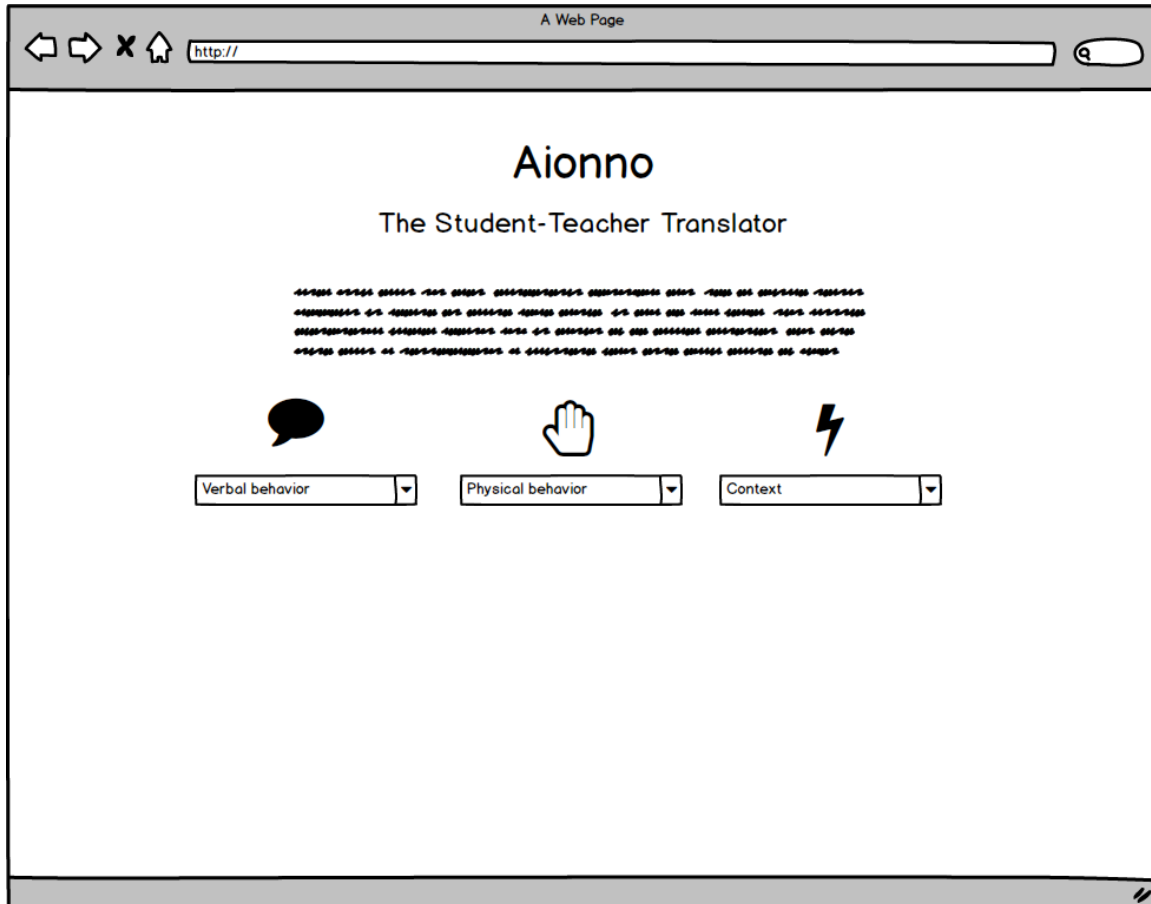 A Web Page
http://
Aionno
The Student-Teacher Translator
Verbal behavior
Physical behavior
Context